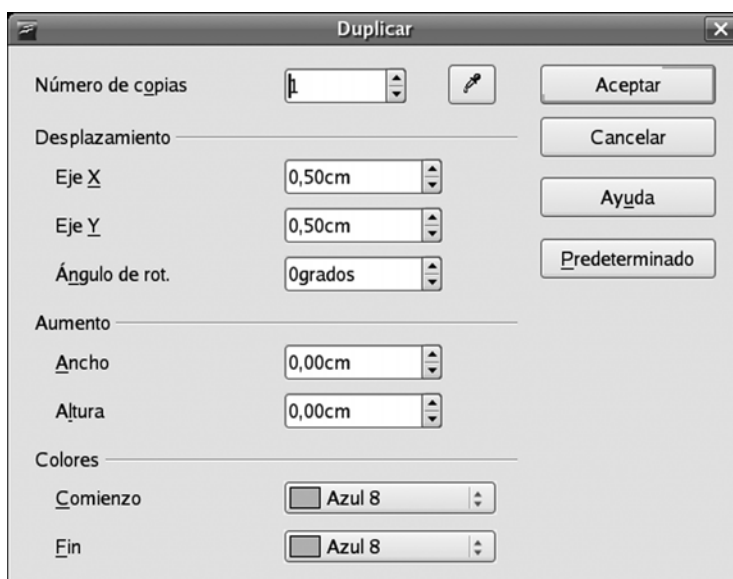 Duplicar
Número de copias 1
Aceptar
Desplazamiento
Cancelar
Eje X 0,50cm
Ayuda
Eje Y 0,50cm
Predeterminado
Ángulo de rot. 0grados
Aumento
Ancho 0,00cm
Altura 0,00cm
Colores
Comienzo Azul 8
Fin Azul 8